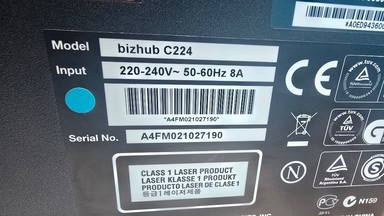 #A0ED943600
Model bizhub C224
Input 220-240V~ 50-60Hz 8A
*A4FM021027190*
Serial No. A4FM021027190
CLASS 1 LASER PRODUCT
LASER KLASSE 1 PRODUKT
PRODUCTO LASER DE CLASE 1
등급 1 레이저 제품
CE
TÜV
TÜV
N159